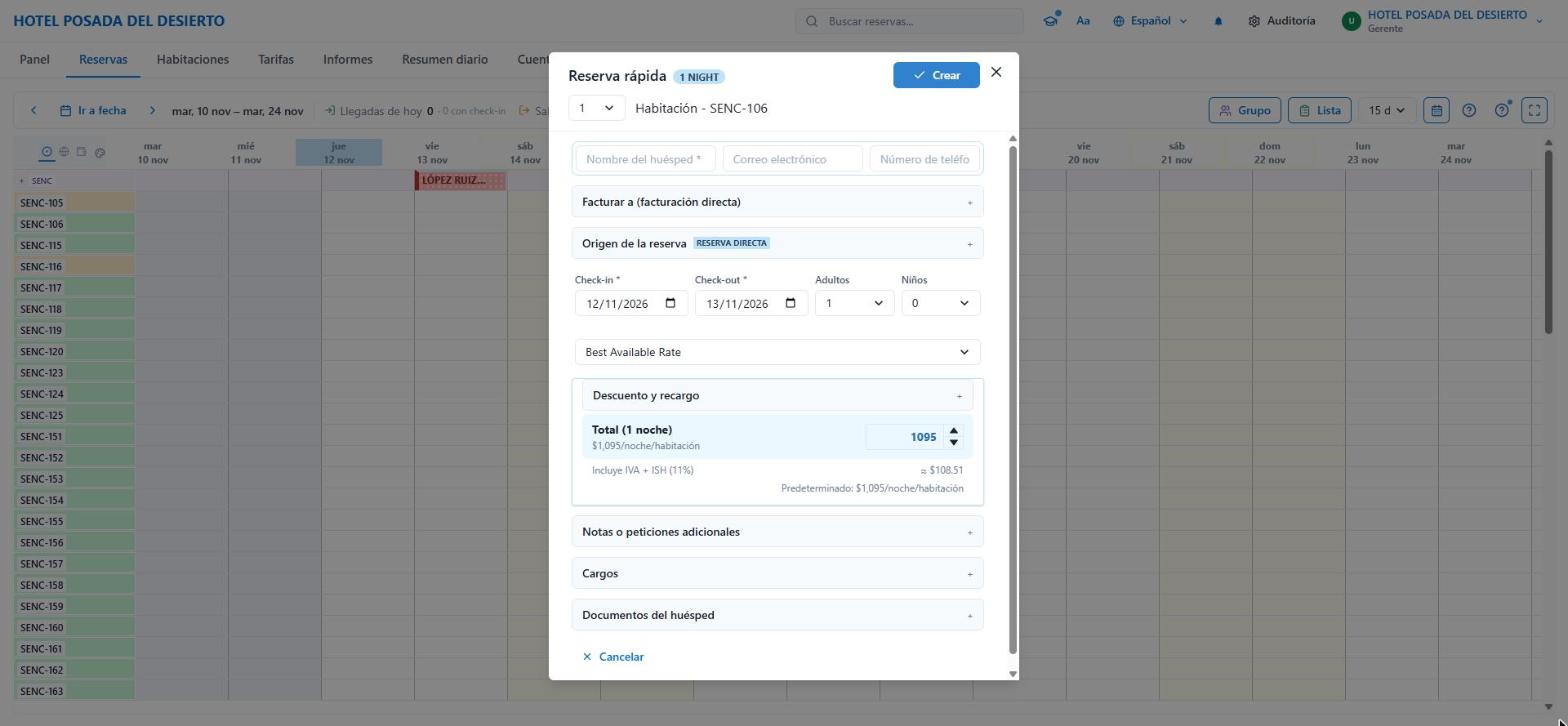 HOTEL POSADA DEL DESIERTO
Buscar reservas...
Aa
Español
Auditoría
U
HOTEL POSADA DEL DESIERTO
Gerente
Panel
Reservas
Habitaciones
Tarifas
Informes
Resumen diario
Cuent
Ir a fecha
mar, 10 nov – mar, 24 nov
Llegadas de hoy 0 · 0 con check-in
Sal
Grupo
Lista
15 d
mar
10 nov
mié
11 nov
jue
12 nov
vie
13 nov
sáb
14 nov
vie
20 nov
sáb
21 nov
dom
22 nov
lun
23 nov
mar
24 nov
+ SENC
LÓPEZ RUIZ...
SENC-105
SENC-106
SENC-115
SENC-116
SENC-117
SENC-118
SENC-119
SENC-120
SENC-123
SENC-124
SENC-125
SENC-151
SENC-152
SENC-153
SENC-154
SENC-155
SENC-156
SENC-157
SENC-158
SENC-159
SENC-160
SENC-161
SENC-162
SENC-163
Reserva rápida 1 NIGHT
Crear
1
Habitación - SENC-106
Nombre del huésped *
Correo electrónico
Número de teléfo
Facturar a (facturación directa) +
Origen de la reserva RESERVA DIRECTA +
Check-in * Check-out * Adultos Niños
12/11/2026 13/11/2026 1 0
Best Available Rate
Descuento y recargo +
Total (1 noche) 1095
$1,095/noche/habitación
Incluye IVA + ISH (11%) ≈ $108.51
Predeterminado: $1,095/noche/habitación
Notas o peticiones adicionales +
Cargos +
Documentos del huésped +
Cancelar